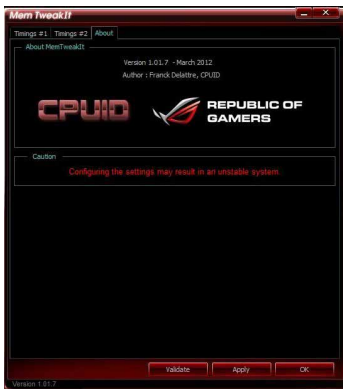 Mem TweakIt
Timings #1 Timings #2 About
About MemTweakIt
Version 1.01.7 - March 2012
Author : Franck Delattre, CPUID
CPUID REPUBLIC OF
GAMERS
Caution
Configuring the settings may result in an unstable system
Validate Apply OK
Version 1.01.7